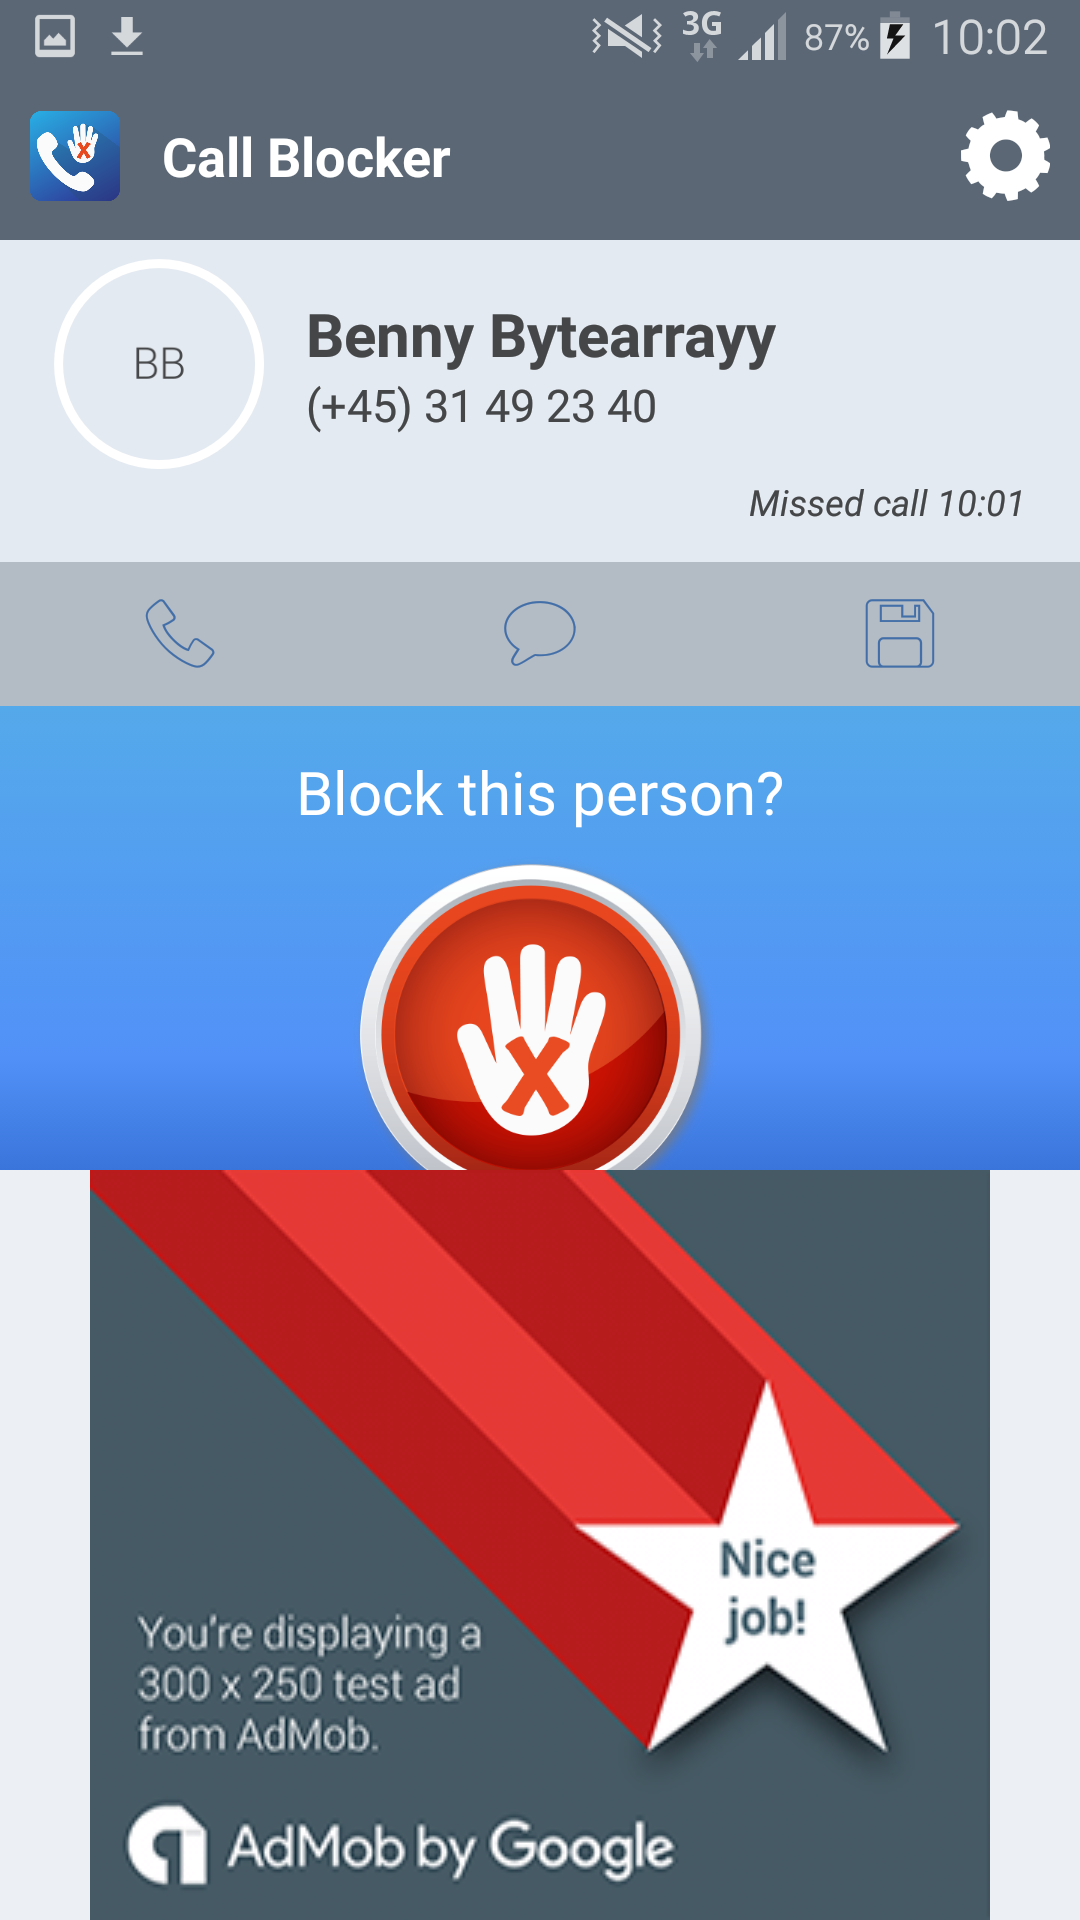 3G 87% 10:02
Call Blocker
BB
Benny Bytearrayy
(+45) 31 49 23 40
Missed call 10:01
Block this person?
X
Nice
job!
You're displaying a
300 x 250 test ad
from AdMob.
AdMob by Google